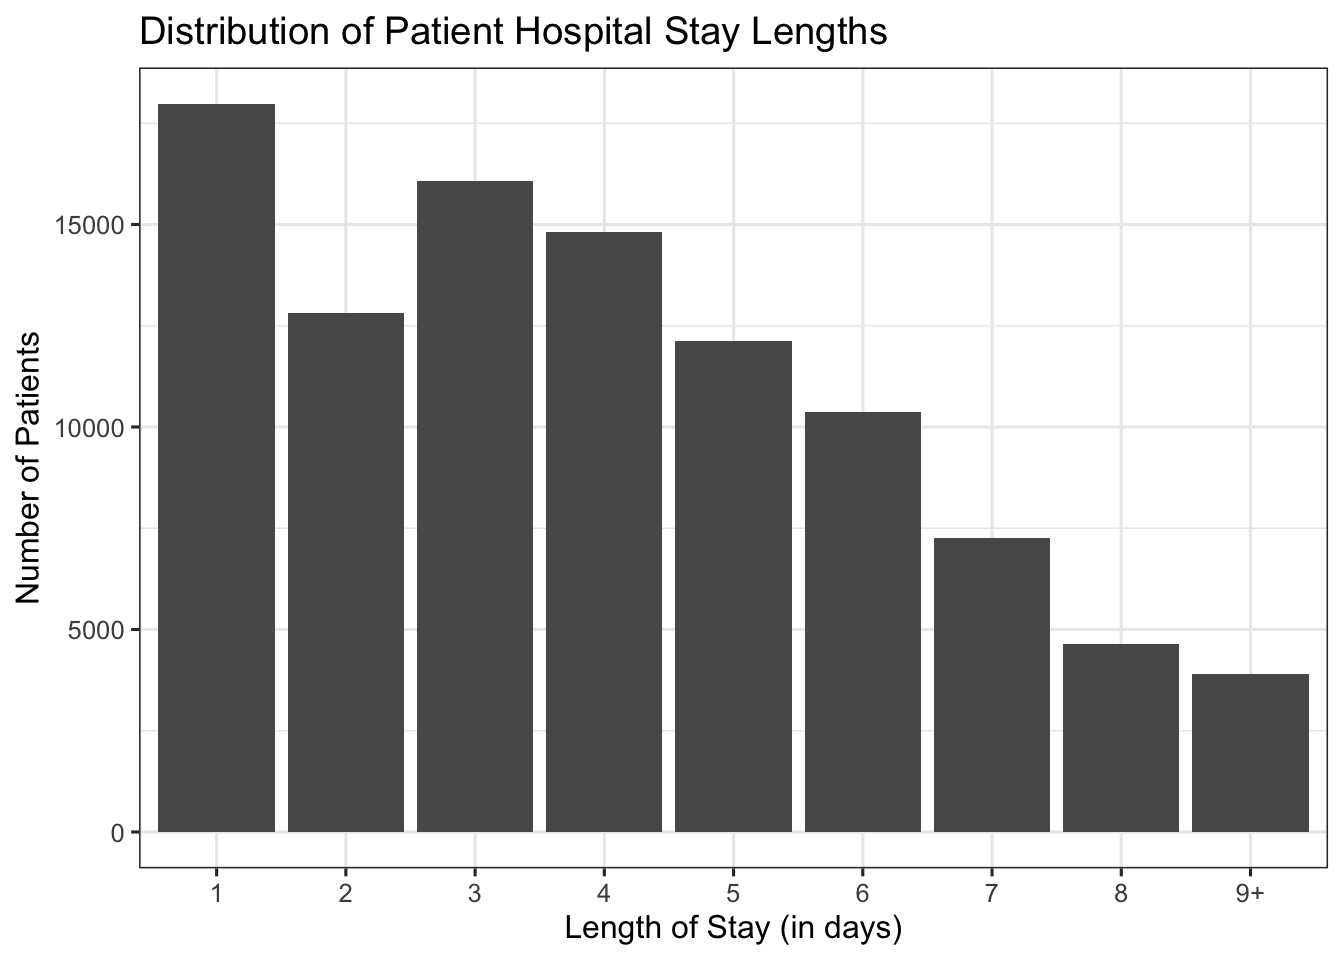 Distribution of Patient Hospital Stay Lengths
Number of Patients
15000
10000
5000
0
1 2 3 4 5 6 7 8 9+
Length of Stay (in days)